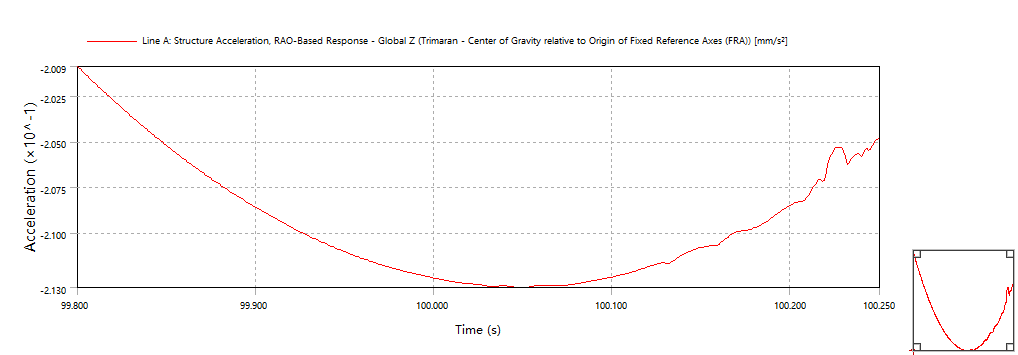 Line A: Structure Acceleration, RAO-Based Response - Global Z (Trimaran - Center of Gravity relative to Origin of Fixed Reference Axes (FRA)) [mm/s²]
Acceleration (×10^-1)
-2.009
-2.025
-2.050
-2.075
-2.100
-2.130
99.800 99.900 100.000 100.100 100.200 100.250
Time (s)